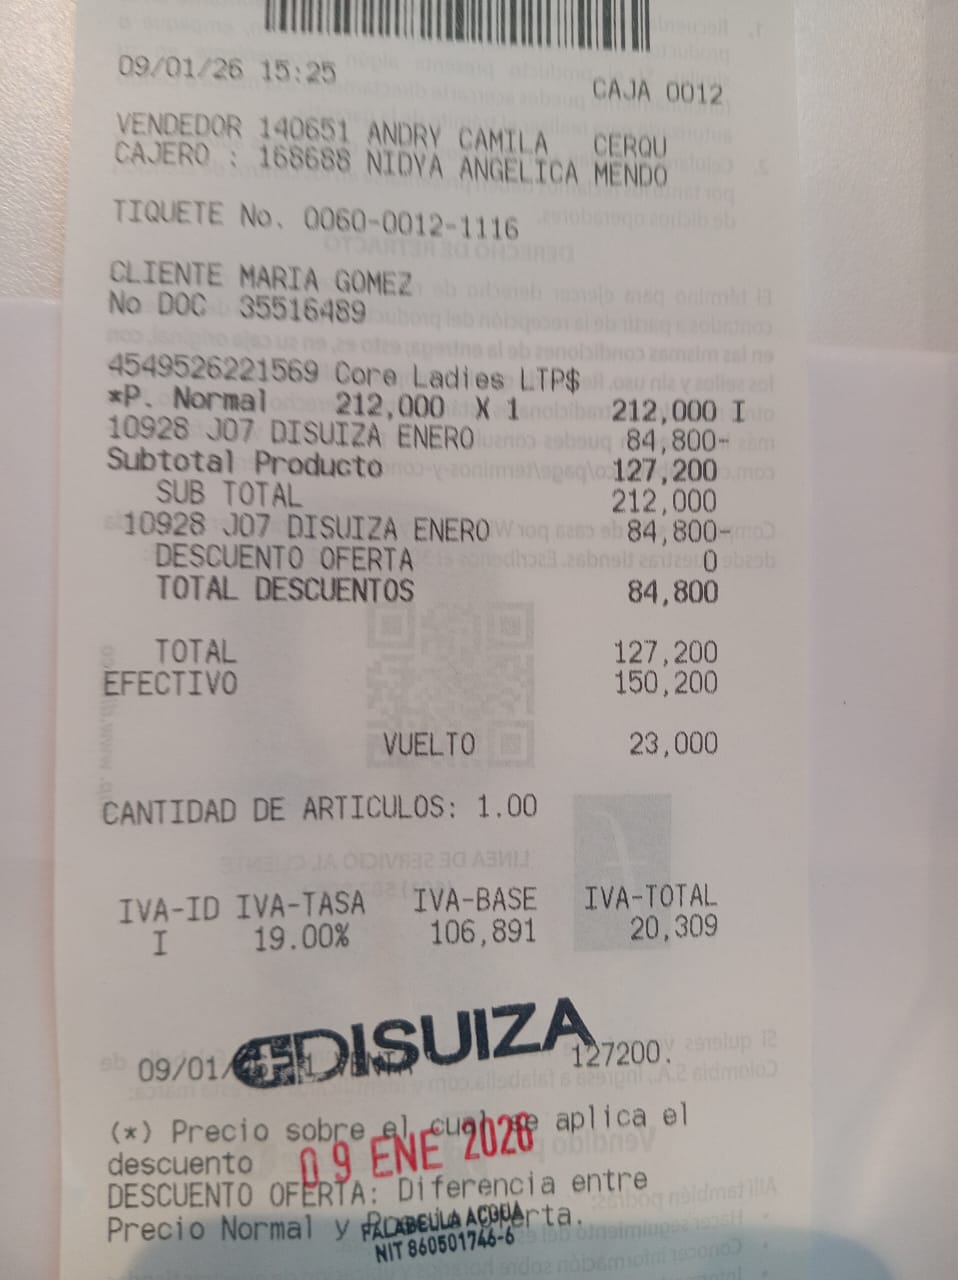 09/01/26 15:25 CAJA 0012
VENDEDOR 140651 ANDRY CAMILA CERQU
CAJERO : 168688 NIDYA ANGELICA MENDO
TIQUETE No. 0060-0012-1116
CLIENTE MARIA GOMEZ
No DOC 35516489
4549526221569 Core Ladies LTP$
*P. Normal 212,000 X 1 212,000 I
10928 J07 DISUIZA ENERO 84,800-
Subtotal Producto 127,200
SUB TOTAL 212,000
10928 J07 DISUIZA ENERO 84,800-
DESCUENTO OFERTA 0
TOTAL DESCUENTOS 84,800
TOTAL 127,200
EFECTIVO 150,200
VUELTO 23,000
CANTIDAD DE ARTICULOS: 1.00
IVA-ID IVA-TASA IVA-BASE IVA-TOTAL
I 19.00% 106,891 20,309
DISUIZA
09/01/ VENTA 127200.
(*) Precio sobre el cual se aplica el
descuento
09 ENE 2026
DESCUENTO OFERTA: Diferencia entre
Precio Normal y Oferta.
FALABELLA ACQUA
NIT 860501746-6